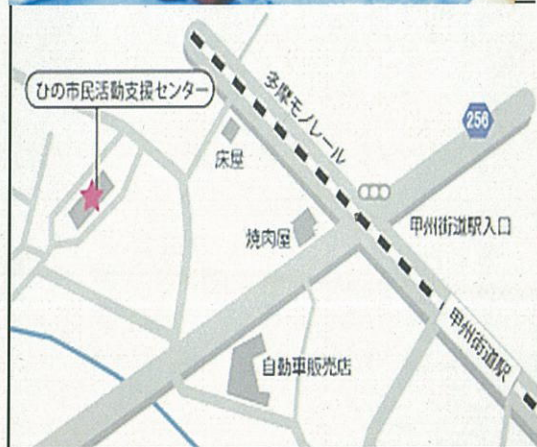 ひの市民活動支援センター
多摩モノレール
256
床屋
焼肉屋
甲州街道駅入口
甲州街道駅
自動車販売店